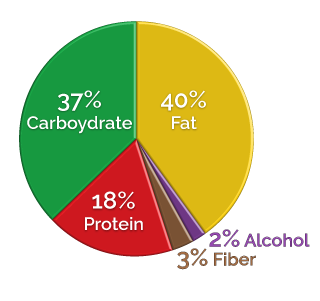 37%
Carboydrate
40%
Fat
18%
Protein
2% Alcohol
3% Fiber